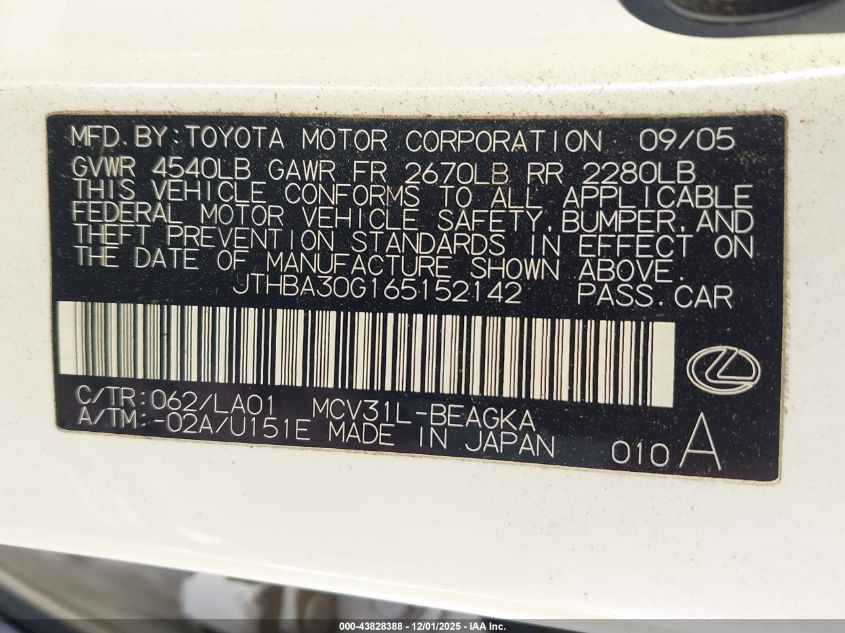 MFD.BY:TOYOTA MOTOR CORPORATION 09/05
GVWR 4540LB GAWR FR 2670LB RR 2280LB
THIS VEHICLE CONFORMS TO ALL APPLICABLE
FEDERAL MOTOR VEHICLE SAFETY,BUMPER,AND
THEFT PREVENTION STANDARDS IN EFFECT ON
THE DATE OF MANUFACTURE SHOWN ABOVE.
JTHBA30G165152142 PASS.CAR
C/TR:062/LA01 MCV31L-BEAGKA
A/TM:-02A/U151E MADE IN JAPAN 010 A
000-43828388 - 12/01/2025 - IAA Inc.